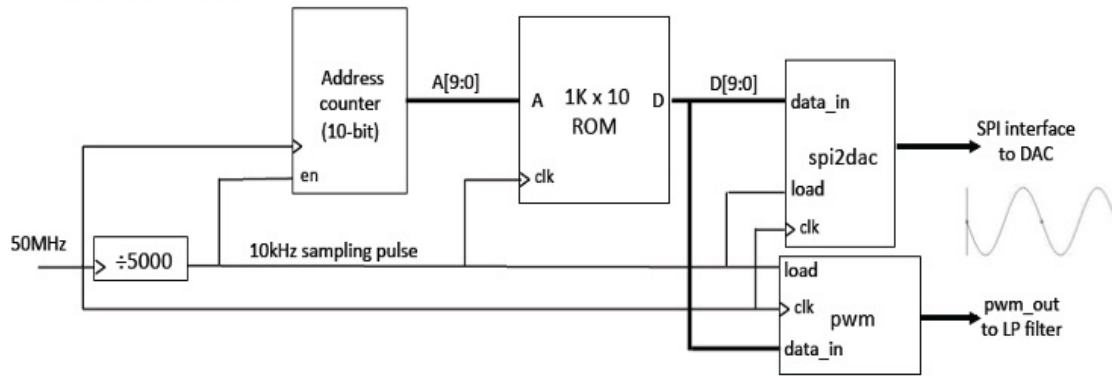 Address
counter
(10-bit)
en
A[9:0]
A
1K x 10
ROM
D
clk
D[9:0]
data_in
spi2dac
load
clk
SPI interface
to DAC
50MHz
÷5000
10kHz sampling pulse
load
clk
pwm
data_in
pwm_out
to LP filter